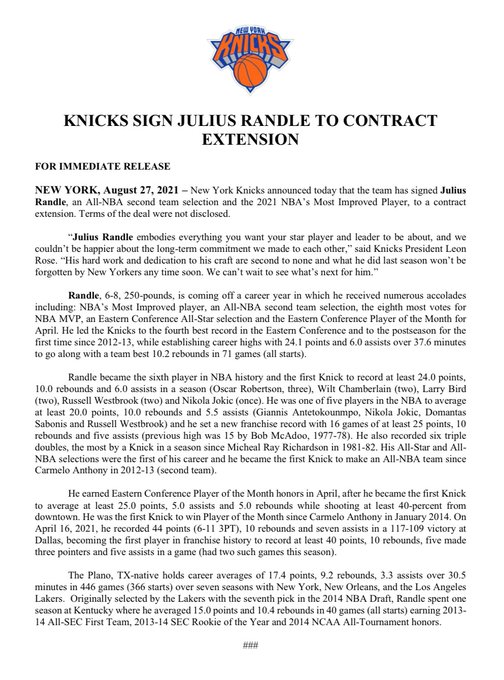 NEW YORK
KNICKS
KNICKS SIGN JULIUS RANDLE TO CONTRACT
EXTENSION
FOR IMMEDIATE RELEASE
NEW YORK, August 27, 2021 – New York Knicks announced today that the team has signed Julius
Randle, an All-NBA second team selection and the 2021 NBA's Most Improved Player, to a contract
extension. Terms of the deal were not disclosed.
"Julius Randle embodies everything you want your star player and leader to be about, and we
couldn't be happier about the long-term commitment we made to each other," said Knicks President Leon
Rose. "His hard work and dedication to his craft are second to none and what he did last season won't be
forgotten by New Yorkers any time soon. We can't wait to see what's next for him."
Randle, 6-8, 250-pounds, is coming off a career year in which he received numerous accolades
including: NBA's Most Improved player, an All-NBA second team selection, the eighth most votes for
NBA MVP, an Eastern Conference All-Star selection and the Eastern Conference Player of the Month for
April. He led the Knicks to the fourth best record in the Eastern Conference and to the postseason for the
first time since 2012-13, while establishing career highs with 24.1 points and 6.0 assists over 37.6 minutes
to go along with a team best 10.2 rebounds in 71 games (all starts).
Randle became the sixth player in NBA history and the first Knick to record at least 24.0 points,
10.0 rebounds and 6.0 assists in a season (Oscar Robertson, three), Wilt Chamberlain (two), Larry Bird
(two), Russell Westbrook (two) and Nikola Jokic (once). He was one of five players in the NBA to average
at least 20.0 points, 10.0 rebounds and 5.5 assists (Giannis Antetokounmpo, Nikola Jokic, Domantas
Sabonis and Russell Westbrook) and he set a new franchise record with 16 games of at least 25 points, 10
rebounds and five assists (previous high was 15 by Bob McAdoo, 1977-78). He also recorded six triple
doubles, the most by a Knick in a season since Micheal Ray Richardson in 1981-82. His All-Star and All-
NBA selections were the first of his career and he became the first Knick to make an All-NBA team since
Carmelo Anthony in 2012-13 (second team).
He earned Eastern Conference Player of the Month honors in April, after he became the first Knick
to average at least 25.0 points, 5.0 assists and 5.0 rebounds while shooting at least 40-percent from
downtown. He was the first Knick to win Player of the Month since Carmelo Anthony in January 2014. On
April 16, 2021, he recorded 44 points (6-11 3PT), 10 rebounds and seven assists in a 117-109 victory at
Dallas, becoming the first player in franchise history to record at least 40 points, 10 rebounds, five made
three pointers and five assists in a game (had two such games this season).
The Plano, TX-native holds career averages of 17.4 points, 9.2 rebounds, 3.3 assists over 30.5
minutes in 446 games (366 starts) over seven seasons with New York, New Orleans, and the Los Angeles
Lakers. Originally selected by the Lakers with the seventh pick in the 2014 NBA Draft, Randle spent one
season at Kentucky where he averaged 15.0 points and 10.4 rebounds in 40 games (all starts) earning 2013-
14 All-SEC First Team, 2013-14 SEC Rookie of the Year and 2014 NCAA All-Tournament honors.
###